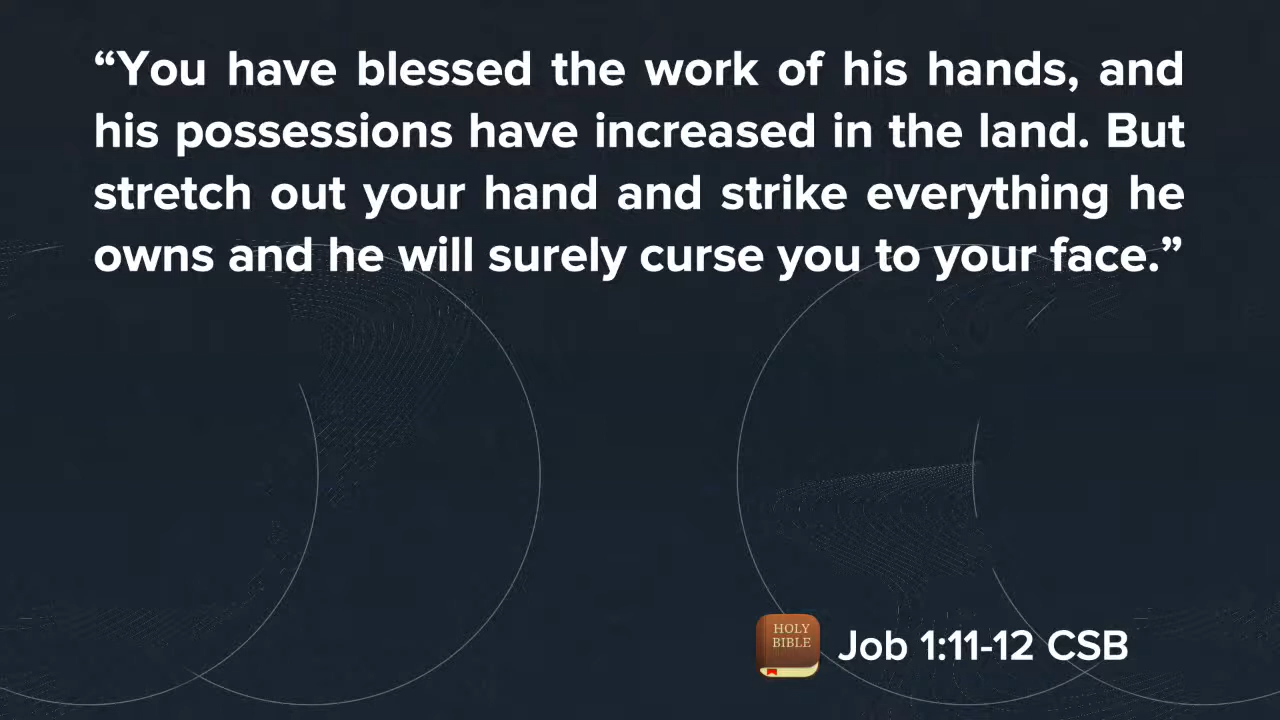 “You have blessed the work of his hands, and
his possessions have increased in the land. But
stretch out your hand and strike everything he
owns and he will surely curse you to your face.”
HOLY
BIBLE
Job 1:11-12 CSB